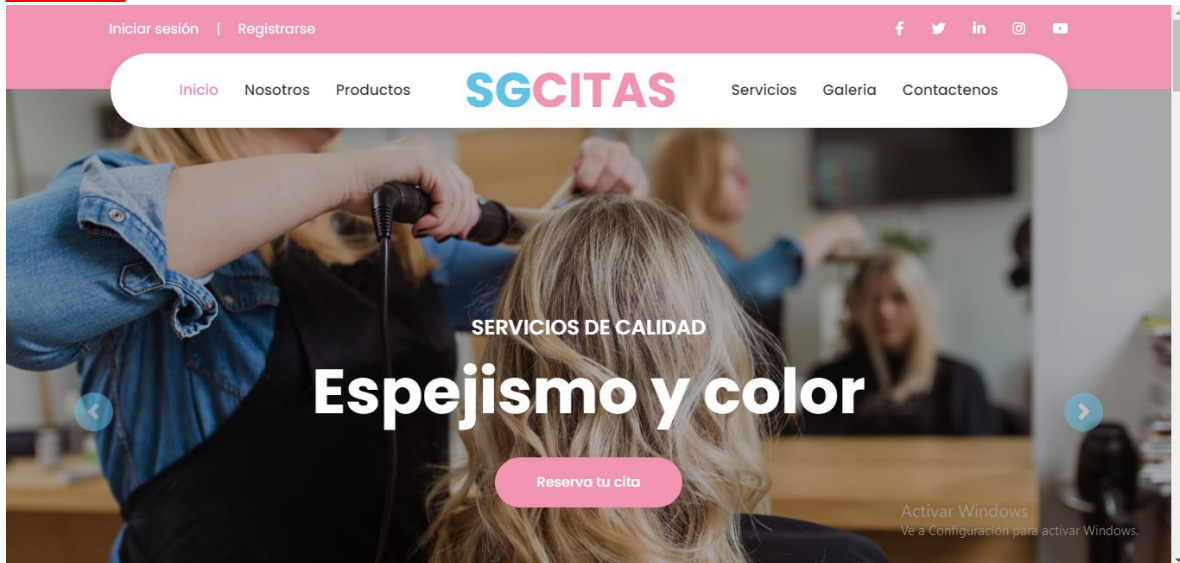 Iniciar sesión | Registrarse
Inicio Nosotros Productos SGCITAS Servicios Galeria Contactenos
SERVICIOS DE CALIDAD
Espejismo y color
Reserva tu cita
Activar Windows
Ve a Configuración para activar Windows.